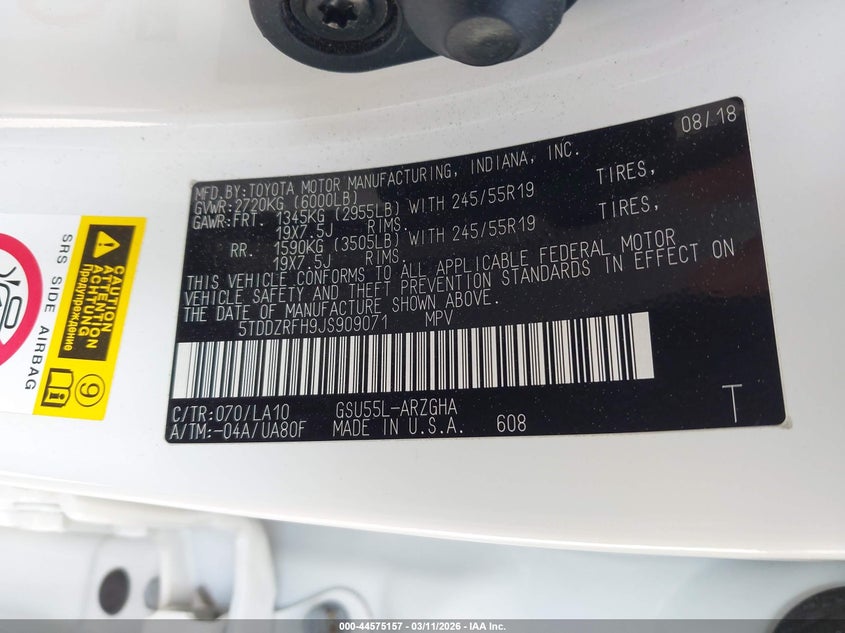 08/18
MFD.BY:TOYOTA MOTOR MANUFACTURING, INDIANA, INC.
GVWR:2720KG (6000LB)
GAWR:FRT. 1345KG (2955LB) WITH 245/55R19 TIRES,
19X7.5J RIMS.
RR. 1590KG (3505LB) WITH 245/55R19 TIRES,
19X7.5J RIMS.
THIS VEHICLE CONFORMS TO ALL APPLICABLE FEDERAL MOTOR
VEHICLE SAFETY AND THEFT PREVENTION STANDARDS IN EFFECT ON
THE DATE OF MANUFACTURE SHOWN ABOVE.
5TDDZRFH9JS909071 MPV
C/TR:070/LA10 GSU55L-ARZGHA
A/TM:-04A/UA80F MADE IN U.S.A. 608
T
CAUTION
ATTENTION
ACHTUNG
Предупреждение
9
SRS SIDE AIRBAG
000-44575157 - 03/11/2026 - IAA Inc.